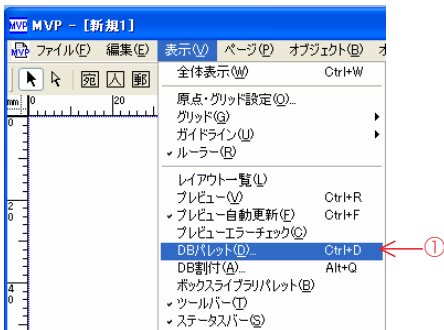 MVP MVP - [新規1]
MVP ファイル(F) 編集(E) 表示(V) ページ(P) オブジェクト(B)
宛 人 郵
全体表示(W) Ctrl+W
mm 0 20
原点・グリッド設定(O)...
0
グリッド(G)
ガイドライン(U)
ルーラー(R)
レイアウト一覧(L)
プレビュー(V) Ctrl+R
20
プレビュー自動更新(F) Ctrl+F
プレビューエラーチェック(C)
DBパレット(D)... Ctrl+D ①
DB割付(A)... Alt+Q
ボックスライブラリパレット(B)
40
ツールバー(T)
ステータスバー(S)